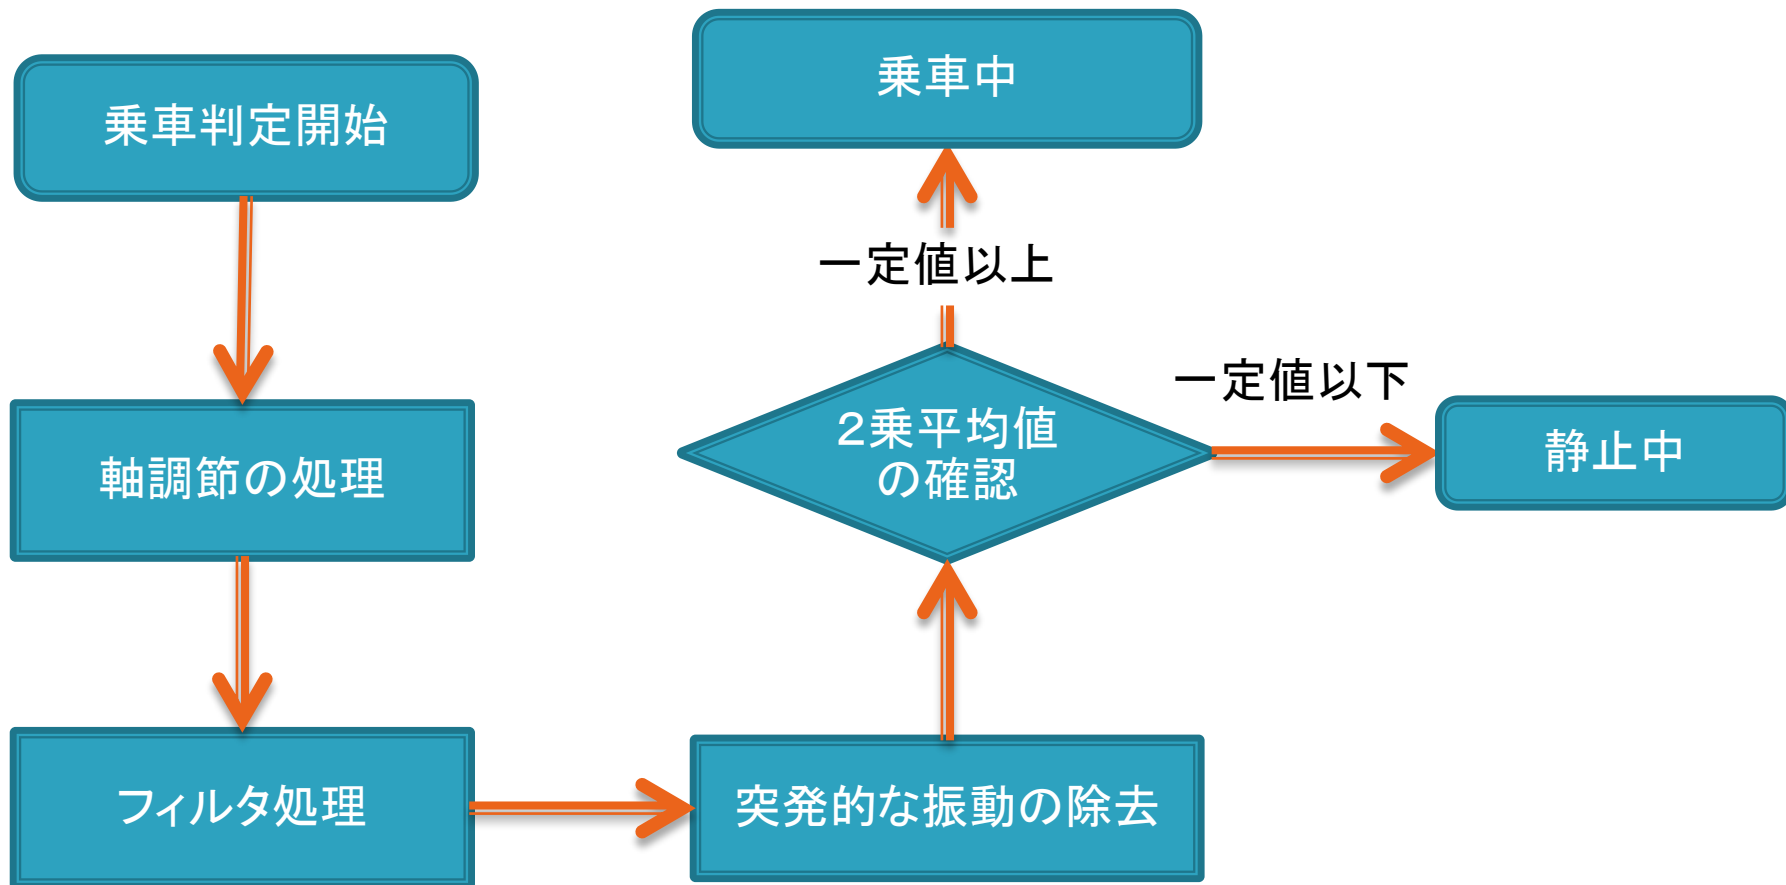 乗車判定開始
軸調節の処理
フィルタ処理
突発的な振動の除去
２乗平均値
の確認
一定値以上
乗車中
一定値以下
静止中